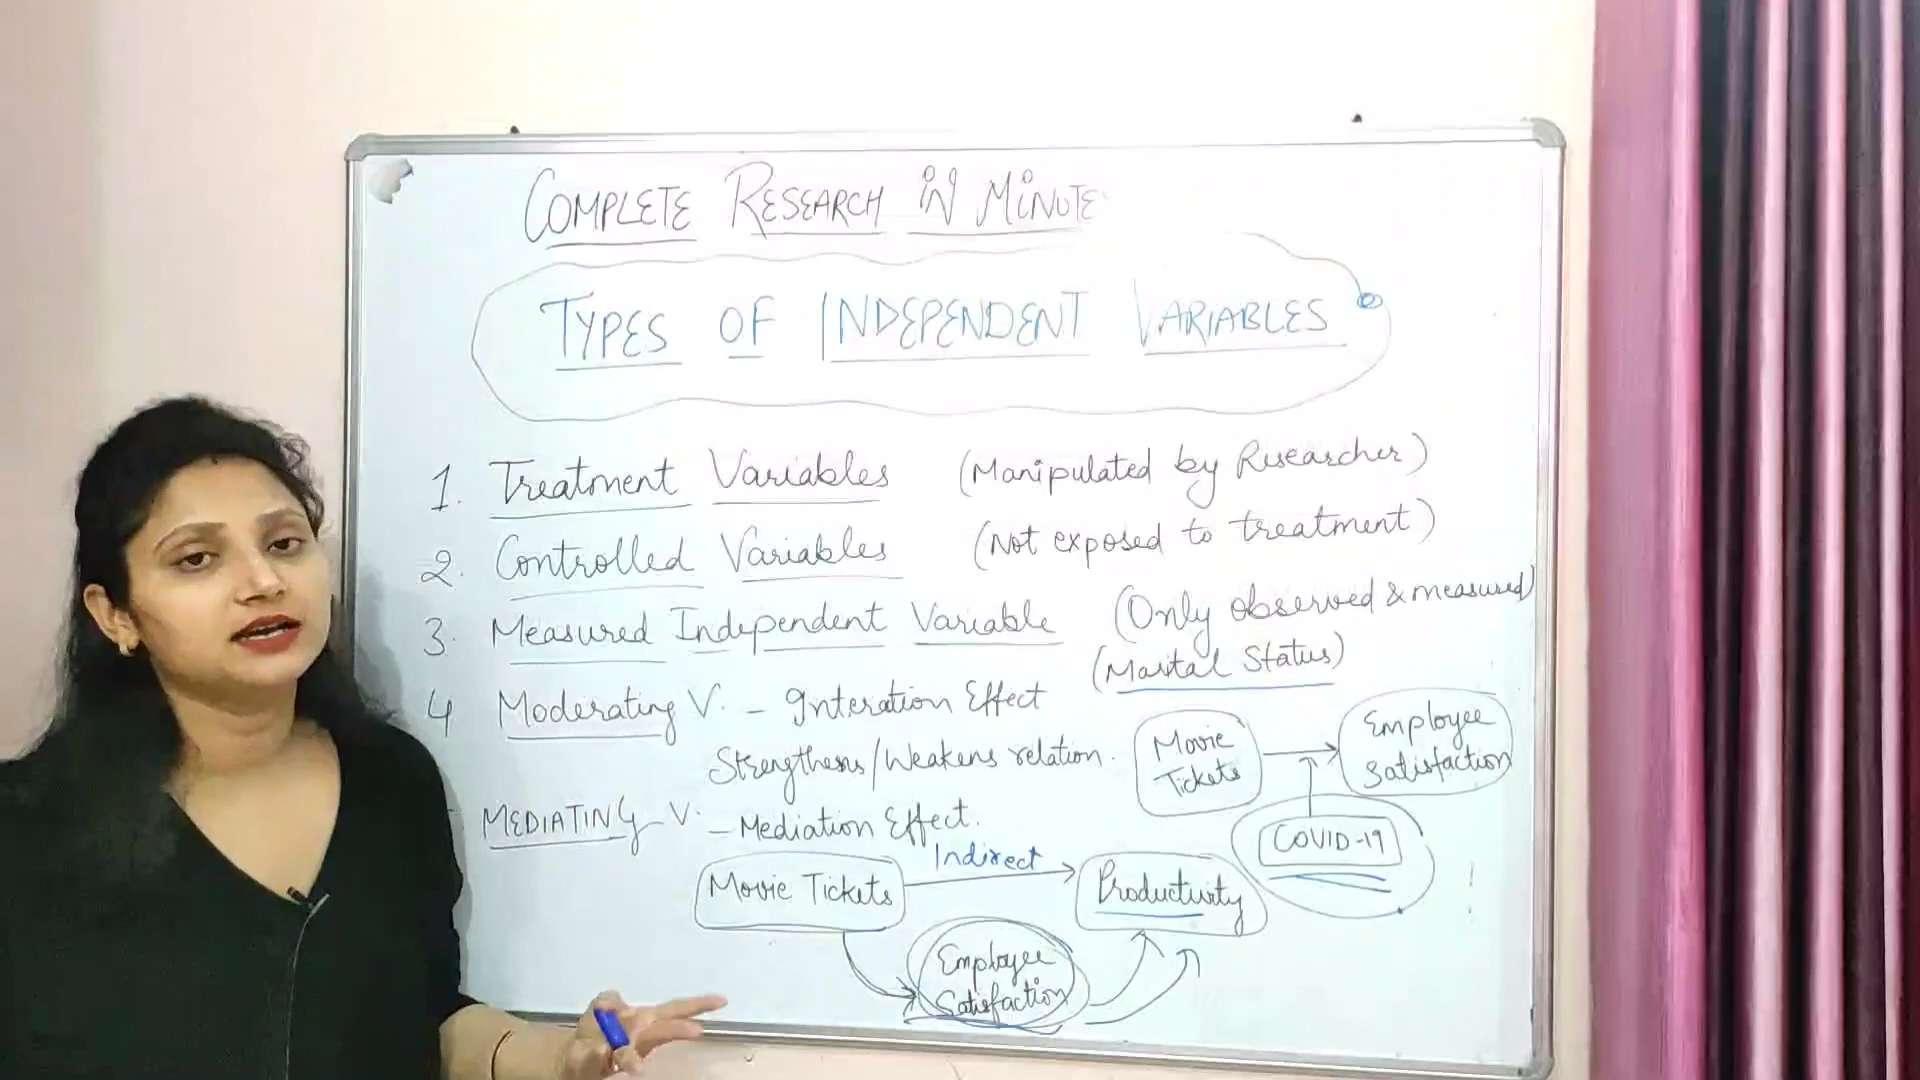 COMPLETE RESEARCH IN MINUTE
TYPES OF INDEPENDENT VARIABLES
1. Treatment Variables (Manipulated by Researcher)
2. Controlled Variables (Not exposed to treatment)
3. Measured Independent Variable (Only observed & measured)
(Marital Status)
4 Moderating V. - Interation Effect
Strengthens/Weakens relation.
Movie Tickets
Employee Satisfaction
COVID-19
MEDIATING V. - Mediation Effect.
Indirect
Movie Tickets
Productivity
Employee Satisfaction